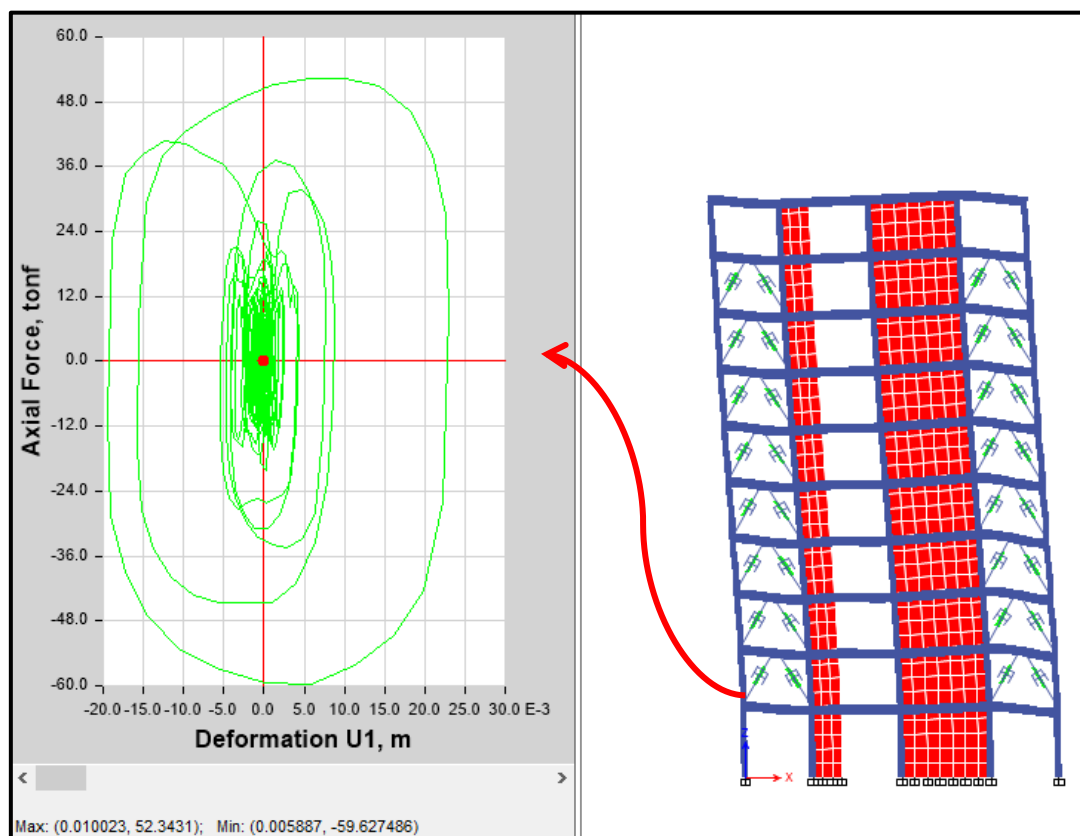 60.0
48.0
36.0
24.0
12.0
0.0
-12.0
-24.0
-36.0
-48.0
-60.0
Axial Force, tonf
-20.0 -15.0 -10.0 -5.0 0.0 5.0 10.0 15.0 20.0 25.0 30.0 E-3
Deformation U1, m
Max: (0.010023, 52.3431); Min: (0.005887, -59.627486)
Z
X